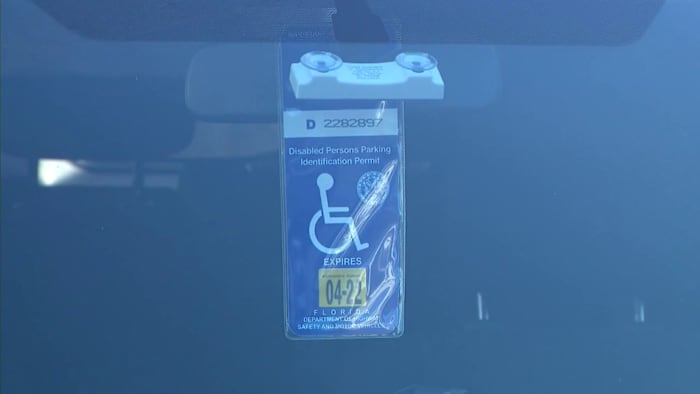 D 2282897
Disabled Persons Parking
Identification Permit
EXPIRES
04-22
FLORIDA
DEPARTMENT OF HIGHWAY
SAFETY AND MOTOR VEHICLES